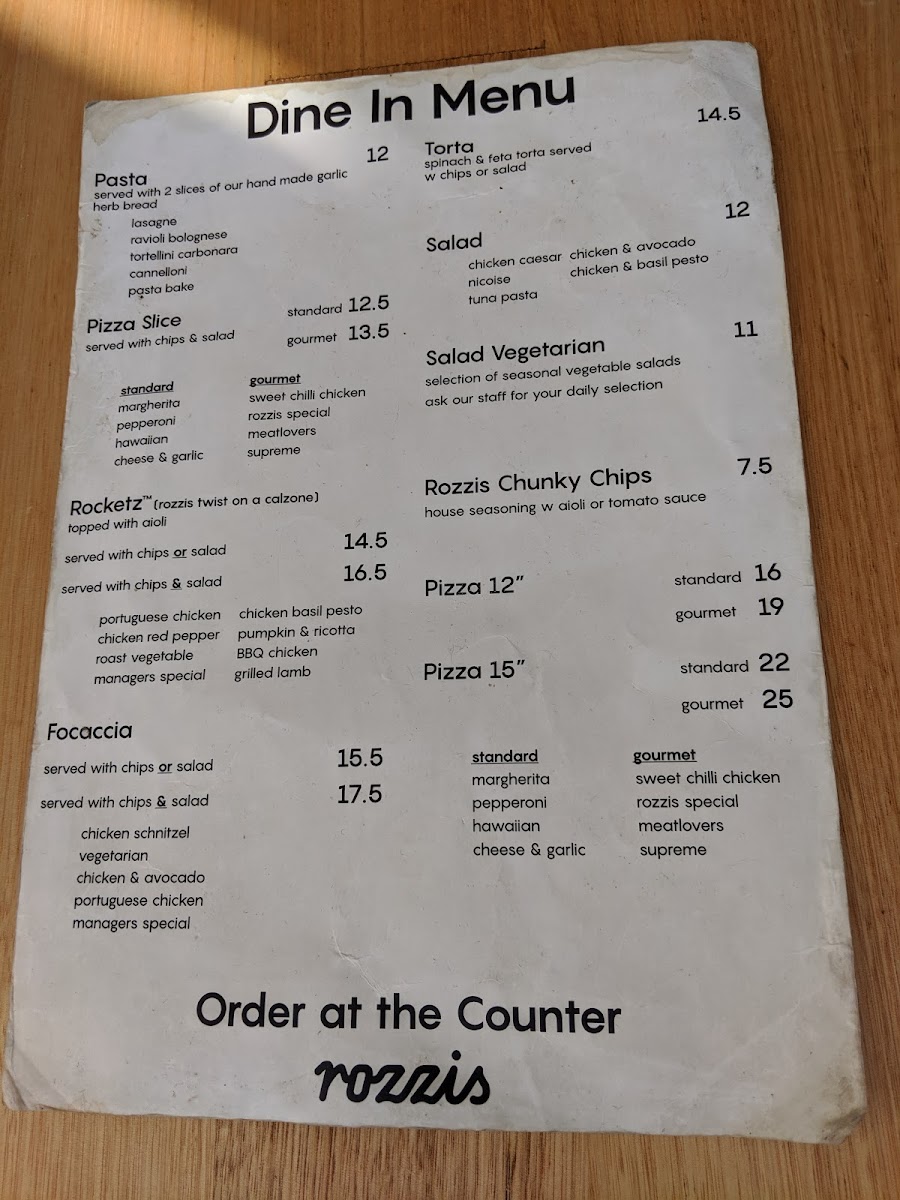 Dine In Menu
Pasta 12
served with 2 slices of our hand made garlic
herb bread
lasagne
ravioli bolognese
tortellini carbonara
cannelloni
pasta bake
Pizza Slice standard 12.5
served with chips & salad gourmet 13.5
standard gourmet
margherita sweet chilli chicken
pepperoni rozzis special
hawaiian meatlovers
cheese & garlic supreme
Rocketz™ (rozzis twist on a calzone)
topped with aioli
served with chips or salad 14.5
served with chips & salad 16.5
portuguese chicken chicken basil pesto
chicken red pepper pumpkin & ricotta
roast vegetable BBQ chicken
managers special grilled lamb
Focaccia
served with chips or salad 15.5
served with chips & salad 17.5
chicken schnitzel
vegetarian
chicken & avocado
portuguese chicken
managers special
Torta 14.5
spinach & feta torta served
w chips or salad
Salad 12
chicken caesar chicken & avocado
nicoise chicken & basil pesto
tuna pasta
Salad Vegetarian 11
selection of seasonal vegetable salads
ask our staff for your daily selection
Rozzis Chunky Chips 7.5
house seasoning w aioli or tomato sauce
Pizza 12" standard 16
gourmet 19
Pizza 15" standard 22
gourmet 25
standard gourmet
margherita sweet chilli chicken
pepperoni rozzis special
hawaiian meatlovers
cheese & garlic supreme
Order at the Counter
rozzis